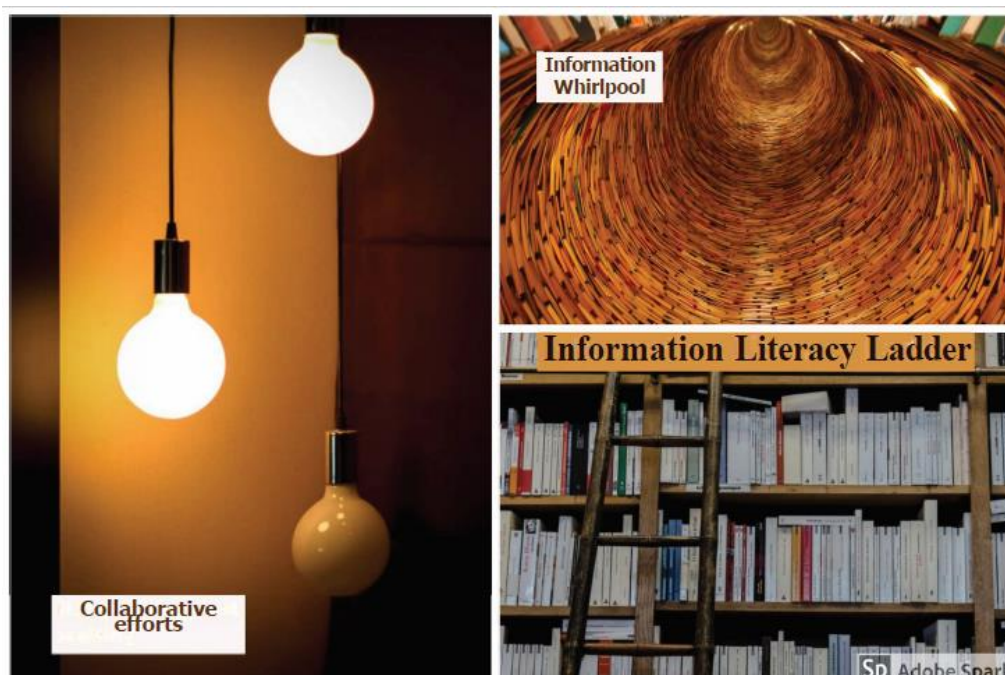 Information
Whirlpool
Information Literacy Ladder
Collaborative
efforts
Sp Adobe Spark